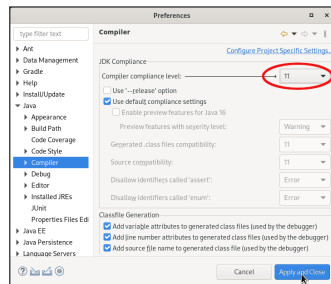 Preferences
type filter text
Compiler
Ant
Data Management
Gradle
Help
Install/Update
Java
Appearance
Build Path
Code Coverage
Code Style
Compiler
Debug
Editor
Installed JREs
JUnit
Properties Files Edi
Java EE
Java Persistence
Language Servers
Configure Project Specific Settings..
JDK Compliance
Compiler compliance level: 11
Use '--release' option
Use default compliance settings
Enable preview features for Java 16
Preview features with severity level: Warning
Generated .class files compatibility: 11
Source compatibility: 11
Disallow identifiers called 'assert': Error
Disallow identifiers called 'enum': Error
Classfile Generation
Add variable attributes to generated class files (used by the debugger)
Add line number attributes to generated class files (used by the debugger)
Add source file name to generated class file (used by the debugger)
Cancel
Apply and Close